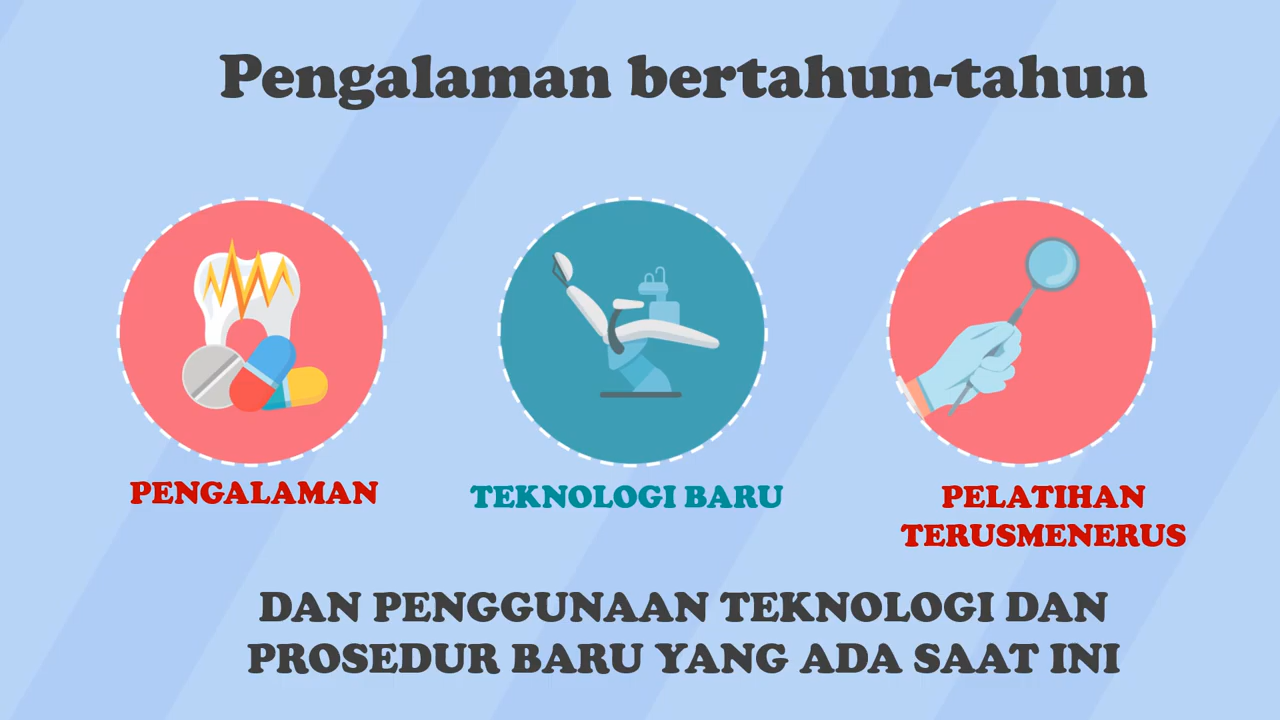 Pengalaman bertahun-tahun
PENGALAMAN
TEKNOLOGI BARU
PELATIHAN
TERUSMENERUS
DAN PENGGUNAAN TEKNOLOGI DAN
PROSEDUR BARU YANG ADA SAAT INI